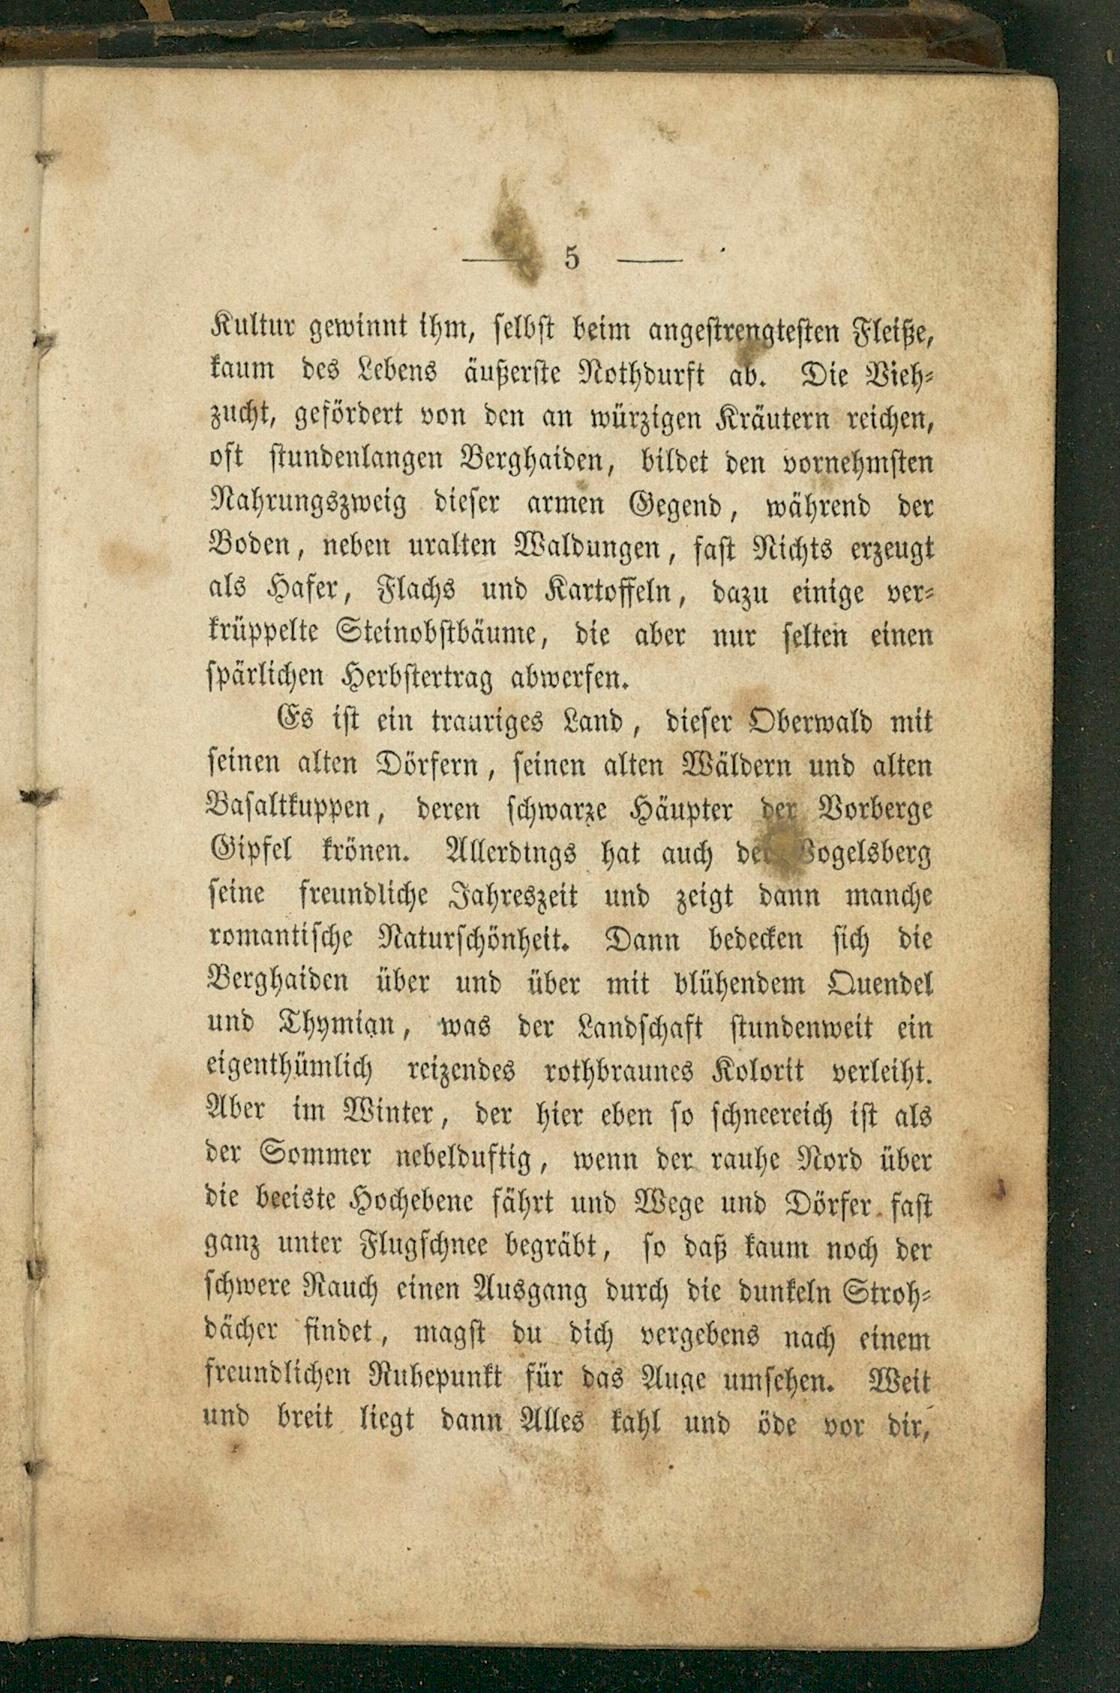 — 5 —
Kultur gewinnt ihm, selbst beim angestrengtesten Fleiße,
kaum des Lebens äußerste Nothdurft ab. Die Vieh-
zucht, gefördert von den an würzigen Kräutern reichen,
oft stundenlangen Berghaiden, bildet den vornehmsten
Nahrungszweig dieser armen Gegend, während der
Boden, neben uralten Waldungen, fast Nichts erzeugt
als Hafer, Flachs und Kartoffeln, dazu einige ver-
krüppelte Steinobstbäume, die aber nur selten einen
spärlichen Herbstertrag abwerfen.
Es ist ein trauriges Land, dieser Oberwald mit
seinen alten Dörfern, seinen alten Wäldern und alten
Basaltkuppen, deren schwarze Häupter der Vorberge
Gipfel krönen. Allerdings hat auch der Vogelsberg
seine freundliche Jahreszeit und zeigt dann manche
romantische Naturschönheit. Dann bedecken sich die
Berghaiden über und über mit blühendem Quendel
und Thymian, was der Landschaft stundenweit ein
eigenthümlich reizendes rothbraunes Kolorit verleiht.
Aber im Winter, der hier eben so schneereich ist als
der Sommer nebelduftig, wenn der rauhe Nord über
die beeiste Hochebene fährt und Wege und Dörfer fast
ganz unter Flugschnee begräbt, so daß kaum noch der
schwere Rauch einen Ausgang durch die dunkeln Stroh-
dächer findet, magst du dich vergebens nach einem
freundlichen Ruhepunkt für das Auge umsehen. Weit
und breit liegt dann Alles kahl und öde vor dir,